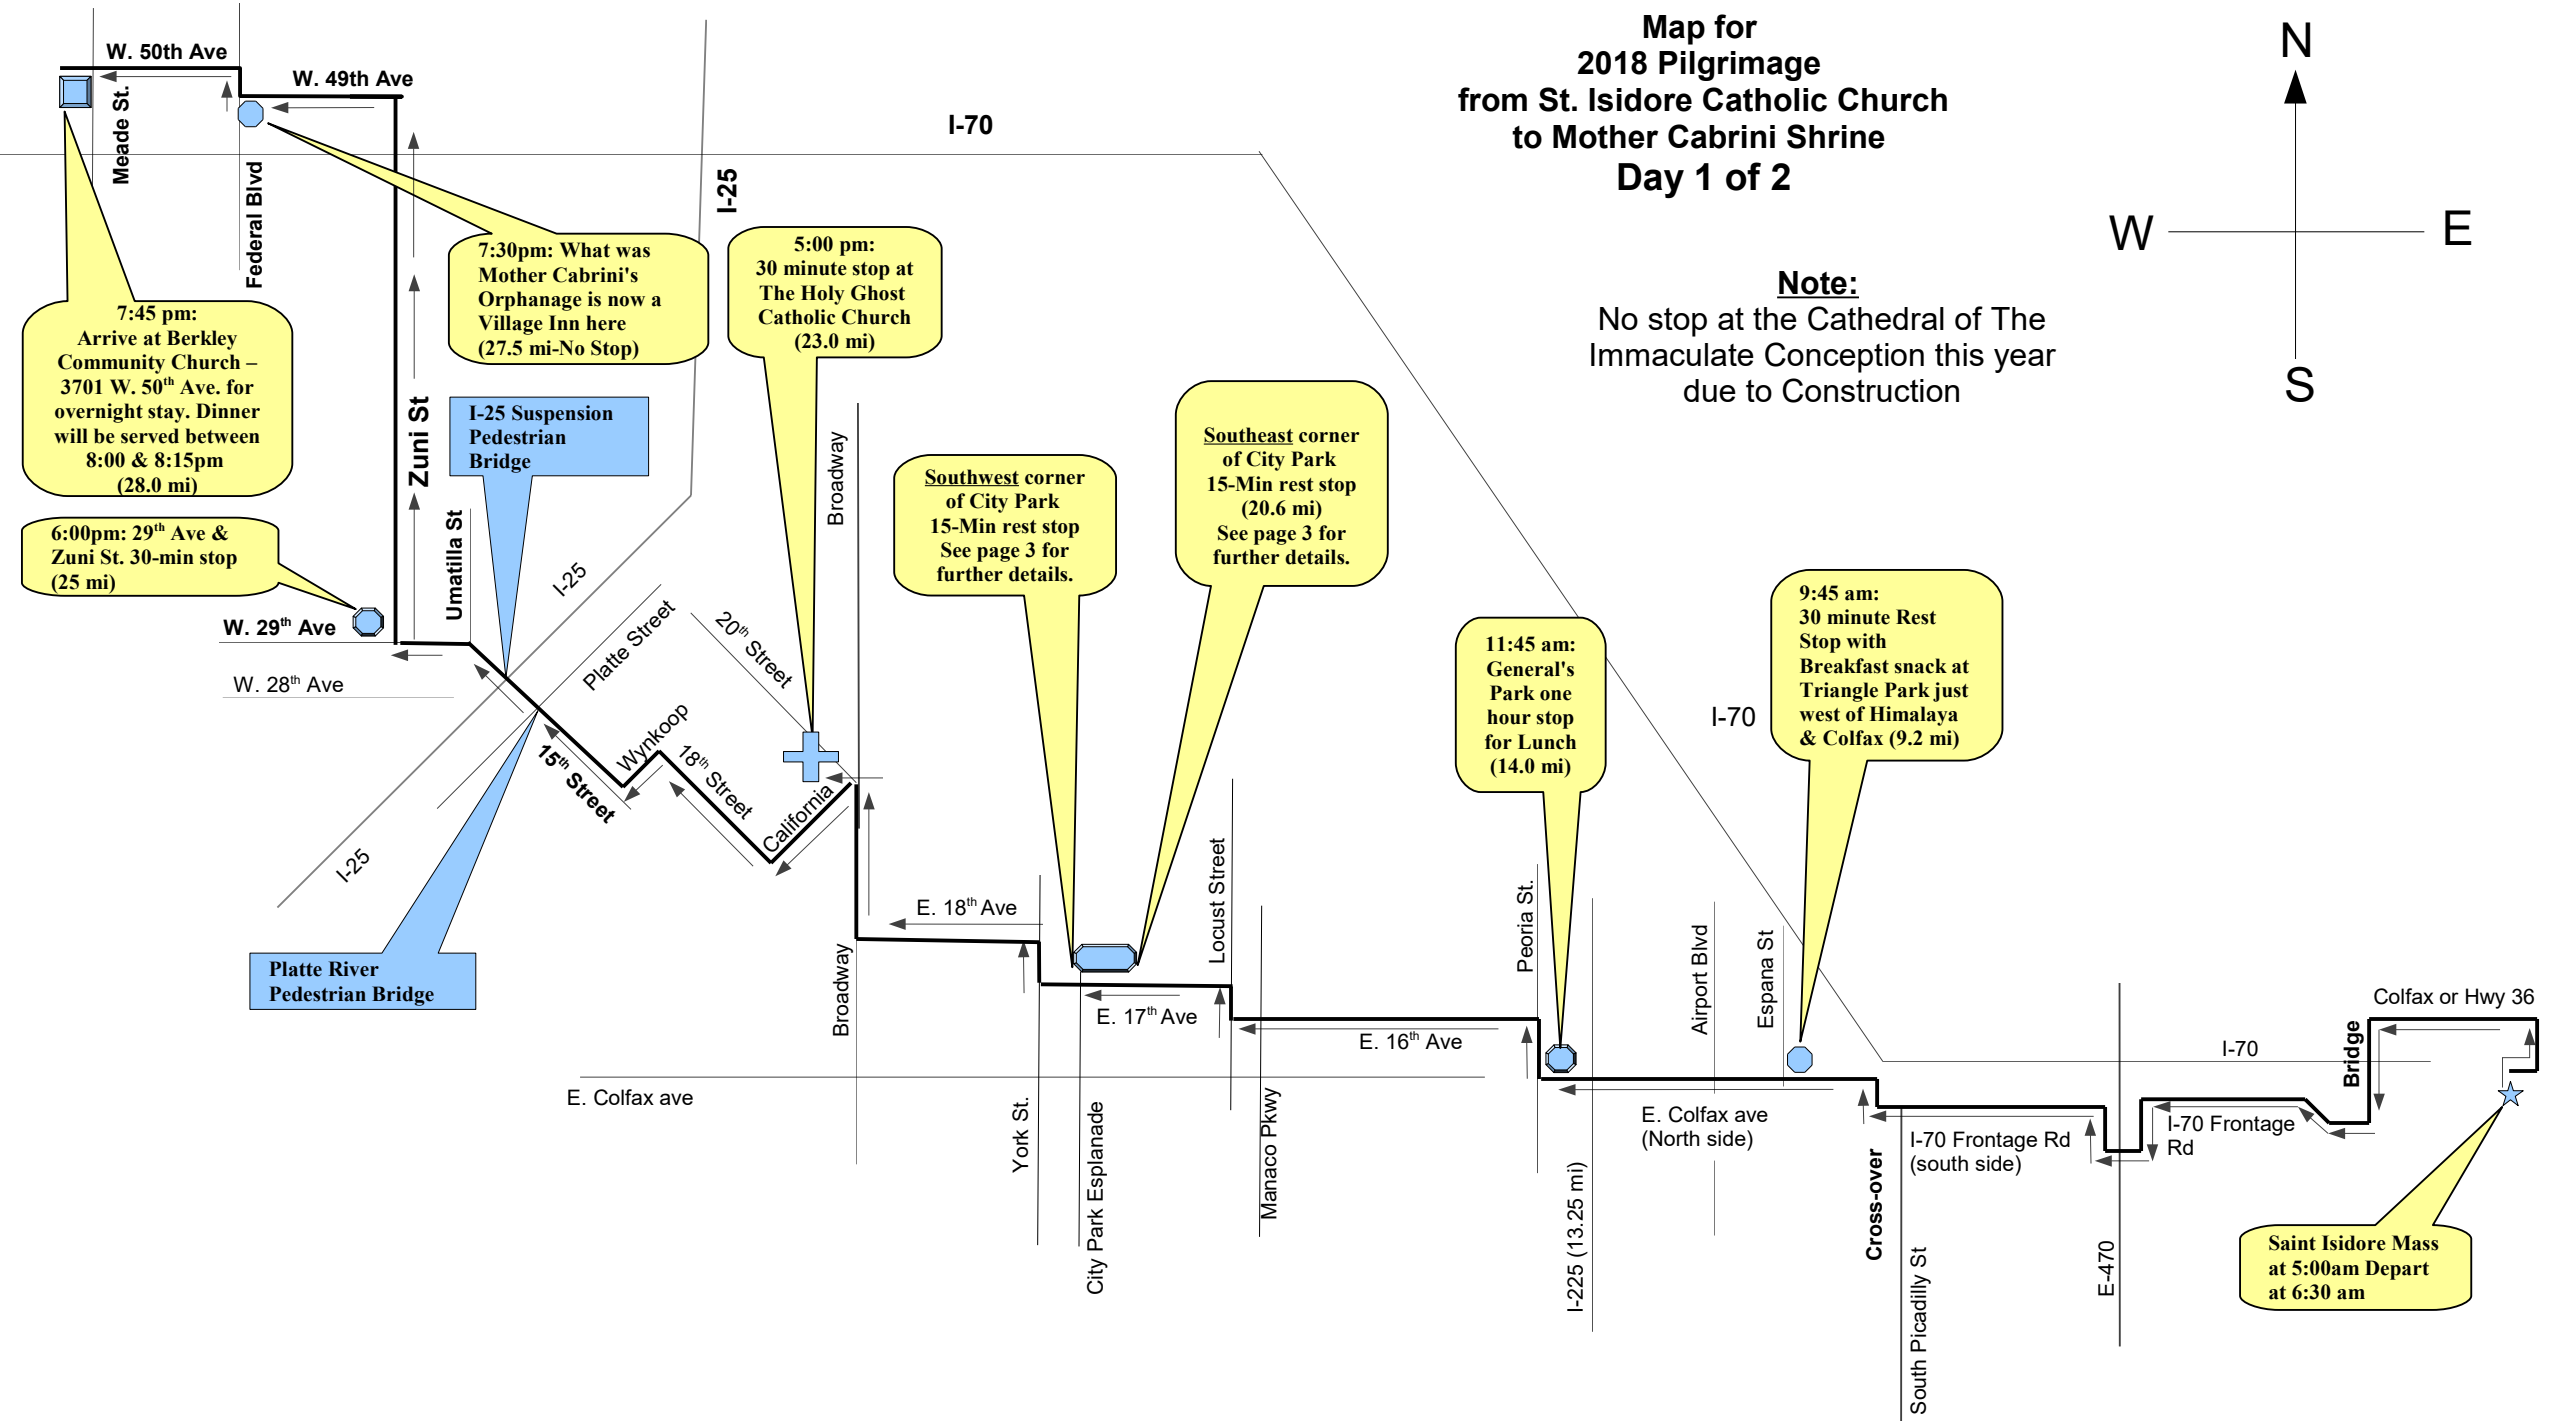 Map for
2018 Pilgrimage
from St. Isidore Catholic Church
to Mother Cabrini Shrine
Day 1 of 2
N
W
E
S
Note:
No stop at the Cathedral of The
Immaculate Conception this year
due to Construction
W. 50th Ave
W. 49th Ave
Meade St.
Federal Blvd
I-70
I-25
7:30pm: What was
Mother Cabrini's
Orphanage is now a
Village Inn here
(27.5 mi-No Stop)
5:00 pm:
30 minute stop at
The Holy Ghost
Catholic Church
(23.0 mi)
7:45 pm:
Arrive at Berkley
Community Church –
3701 W. 50th Ave. for
overnight stay. Dinner
will be served between
8:00 & 8:15pm
(28.0 mi)
Zuni St
I-25 Suspension
Pedestrian
Bridge
Broadway
Southwest corner
of City Park
15-Min rest stop
See page 3 for
further details.
Southeast corner
of City Park
15-Min rest stop
(20.6 mi)
See page 3 for
further details.
6:00pm: 29th Ave &
Zuni St. 30-min stop
(25 mi)
Umatilla St
I-25
Platte Street
20th Street
W. 29th Ave
W. 28th Ave
Wynkoop
15th Street
18th Street
California
I-25
11:45 am:
General's
Park one
hour stop
for Lunch
(14.0 mi)
I-70
9:45 am:
30 minute Rest
Stop with
Breakfast snack at
Triangle Park just
west of Himalaya
& Colfax (9.2 mi)
Platte River
Pedestrian Bridge
Broadway
E. 18th Ave
Locust Street
E. 17th Ave
Peoria St.
E. 16th Ave
Airport Blvd
Espana St
E. Colfax ave
York St.
City Park Esplanade
Manaco Pkwy
I-225 (13.25 mi)
E. Colfax ave
(North side)
Cross-over
I-70 Frontage Rd
(south side)
South Picadilly St
E-470
I-70 Frontage
Rd
Bridge
I-70
Colfax or Hwy 36
Saint Isidore Mass
at 5:00am Depart
at 6:30 am